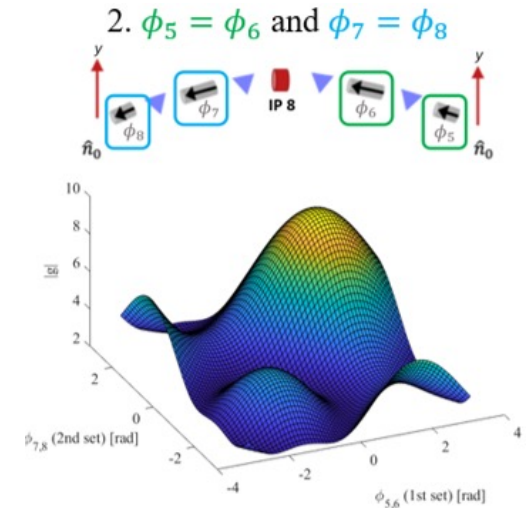 2. ϕ₅ = ϕ₆ and ϕ₇ = ϕ₈
y
y
ϕ₈
ϕ₇
IP 8
ϕ₆
ϕ₅
n̂₀
n̂₀
10
8
6
4
2
|g|
2
0
-2
ϕ₇,₈ (2nd set) [rad]
-4
-2
0
2
4
ϕ₅,₆ (1st set) [rad]